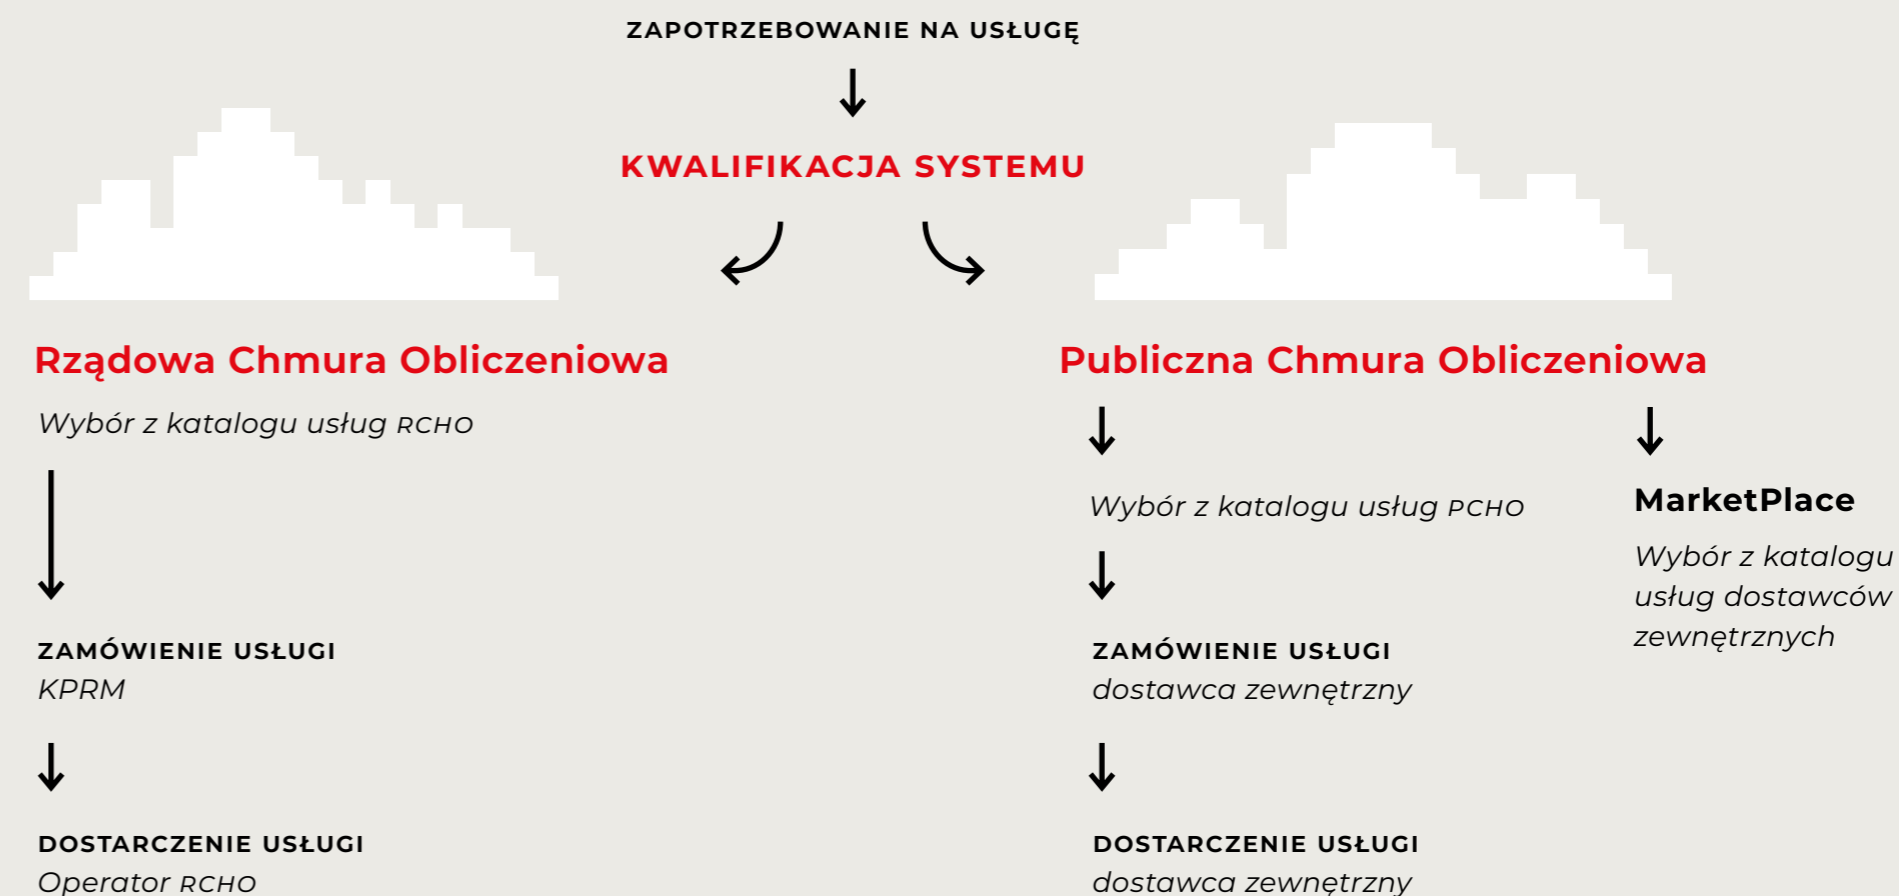 ZAPOTRZEBOWANIE NA USŁUGĘ
KWALIFIKACJA SYSTEMU
Rządowa Chmura Obliczeniowa
Wybór z katalogu usług RCHO
ZAMÓWIENIE USŁUGI
KPRM
DOSTARCZENIE USŁUGI
Operator RCHO
Publiczna Chmura Obliczeniowa
Wybór z katalogu usług PCHO
ZAMÓWIENIE USŁUGI
dostawca zewnętrzny
DOSTARCZENIE USŁUGI
dostawca zewnętrzny
MarketPlace
Wybór z katalogu
usług dostawców
zewnętrznych